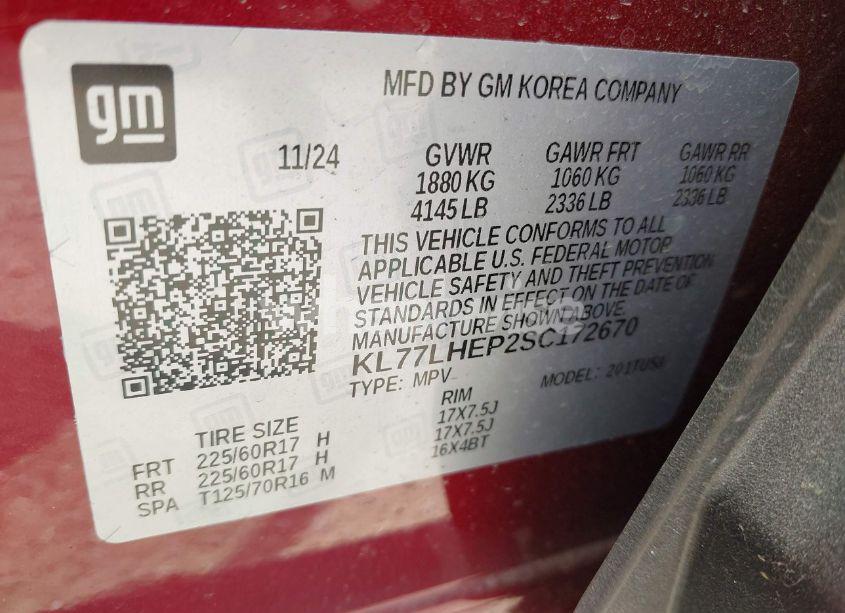 gm
MFD BY GM KOREA COMPANY
11/24
GVWR GAWR FRT GAWR RR
1880 KG 1060 KG 1060 KG
4145 LB 2336 LB 2336 LB
THIS VEHICLE CONFORMS TO ALL
APPLICABLE U.S. FEDERAL MOTOR
VEHICLE SAFETY AND THEFT PREVENTION
STANDARDS IN EFFECT ON THE DATE OF
MANUFACTURE SHOWN ABOVE.
KL77LHEP2SC172670
TYPE: MPV MODEL:
TIRE SIZE RIM
FRT 225/60R17 H 17X7.5J
RR 225/60R17 H 17X7.5J
SPA T125/70R16 M 16X4BT